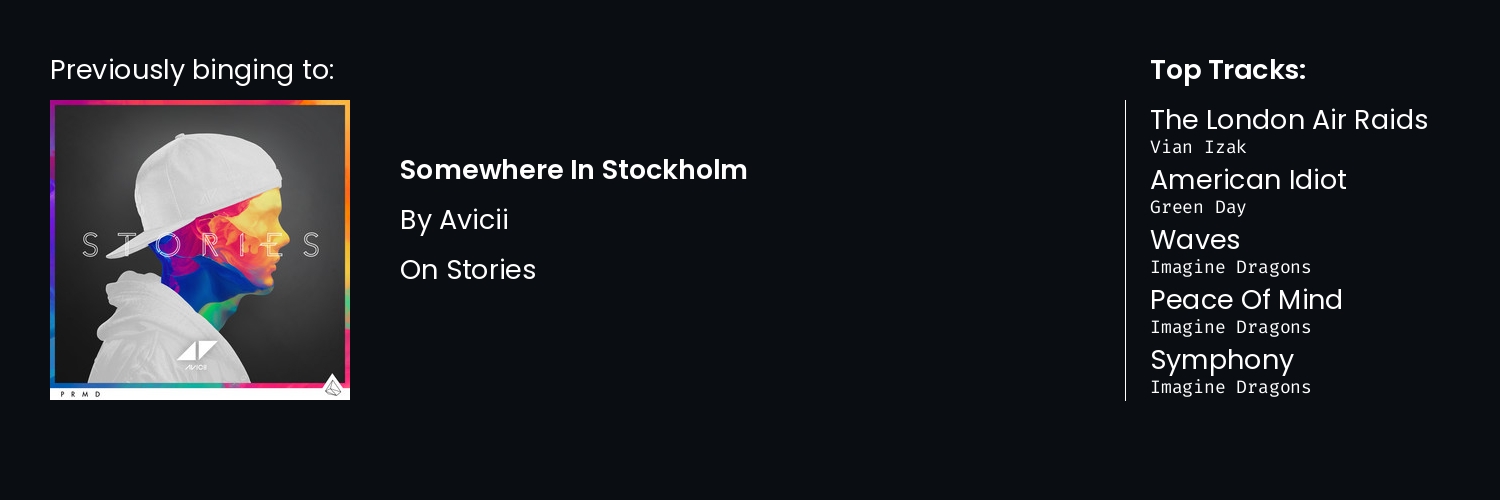 Previously binging to:
STORIES
AVICII
PRMD
Somewhere In Stockholm
By Avicii
On Stories
Top Tracks:
The London Air Raids
Vian Izak
American Idiot
Green Day
Waves
Imagine Dragons
Peace Of Mind
Imagine Dragons
Symphony
Imagine Dragons